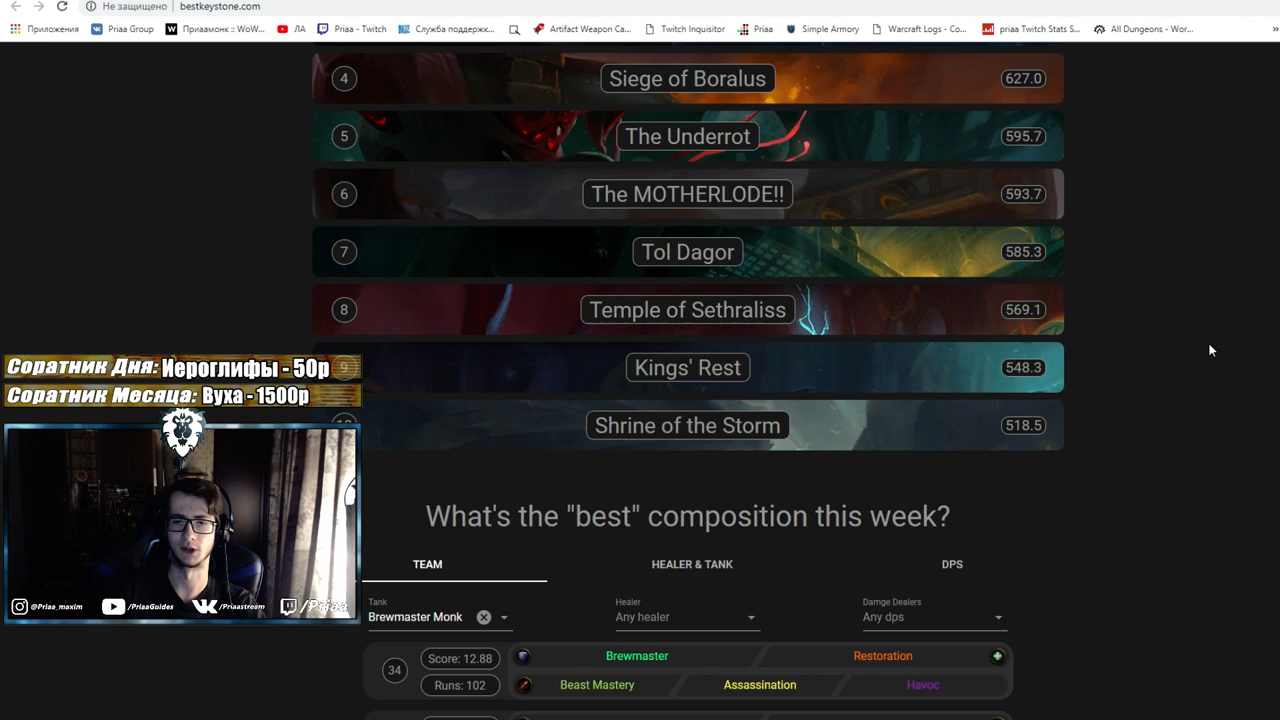 Не защищено bestkeystone.com
Приложения Priaa Group Приаамонк :: WoW... ЛА Priaa - Twitch Служба поддержк... Artifact Weapon Ca... Twitch Inquisitor Priaa Simple Armory Warcraft Logs - Co... priaa Twitch Stats S... All Dungeons - Wor... »
4 Siege of Boralus 627.0
5 The Underrot 595.7
6 The MOTHERLODE!! 593.7
7 Tol Dagor 585.3
8 Temple of Sethraliss 569.1
9 Kings' Rest 548.3
Shrine of the Storm 518.5
Соратник Дня: Иероглифы - 50р
Соратник Месяца: Вуха - 1500р
What's the "best" composition this week?
TEAM HEALER & TANK DPS
Tank Healer Damge Dealers
Brewmaster Monk Any healer Any dps
34 Score: 12.88 Brewmaster Restoration
Runs: 102 Beast Mastery Assassination Havoc
@Priaa_maxim /PriaaGuides /Priaastream /Priaa